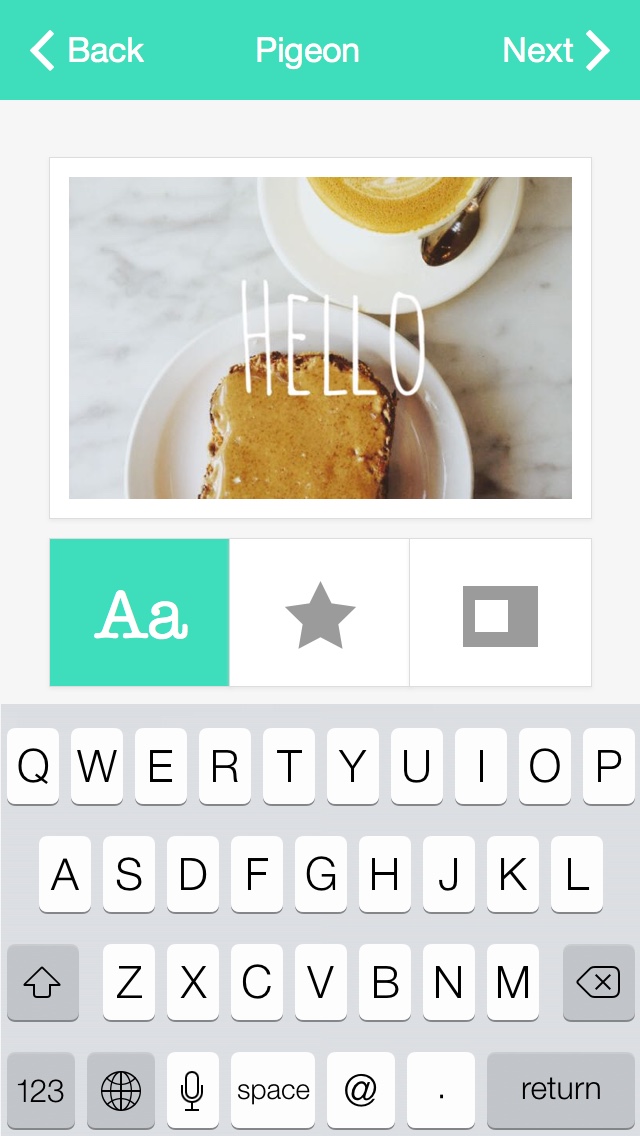 Back Pigeon Next
HELLO
Aa
Q W E R T Y U I O P
A S D F G H J K L
Z X C V B N M
123 space @ . return